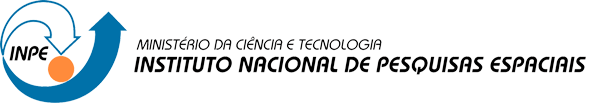 INPE
MINISTÉRIO DA CIÊNCIA E TECNOLOGIA
INSTITUTO NACIONAL DE PESQUISAS ESPACIAIS